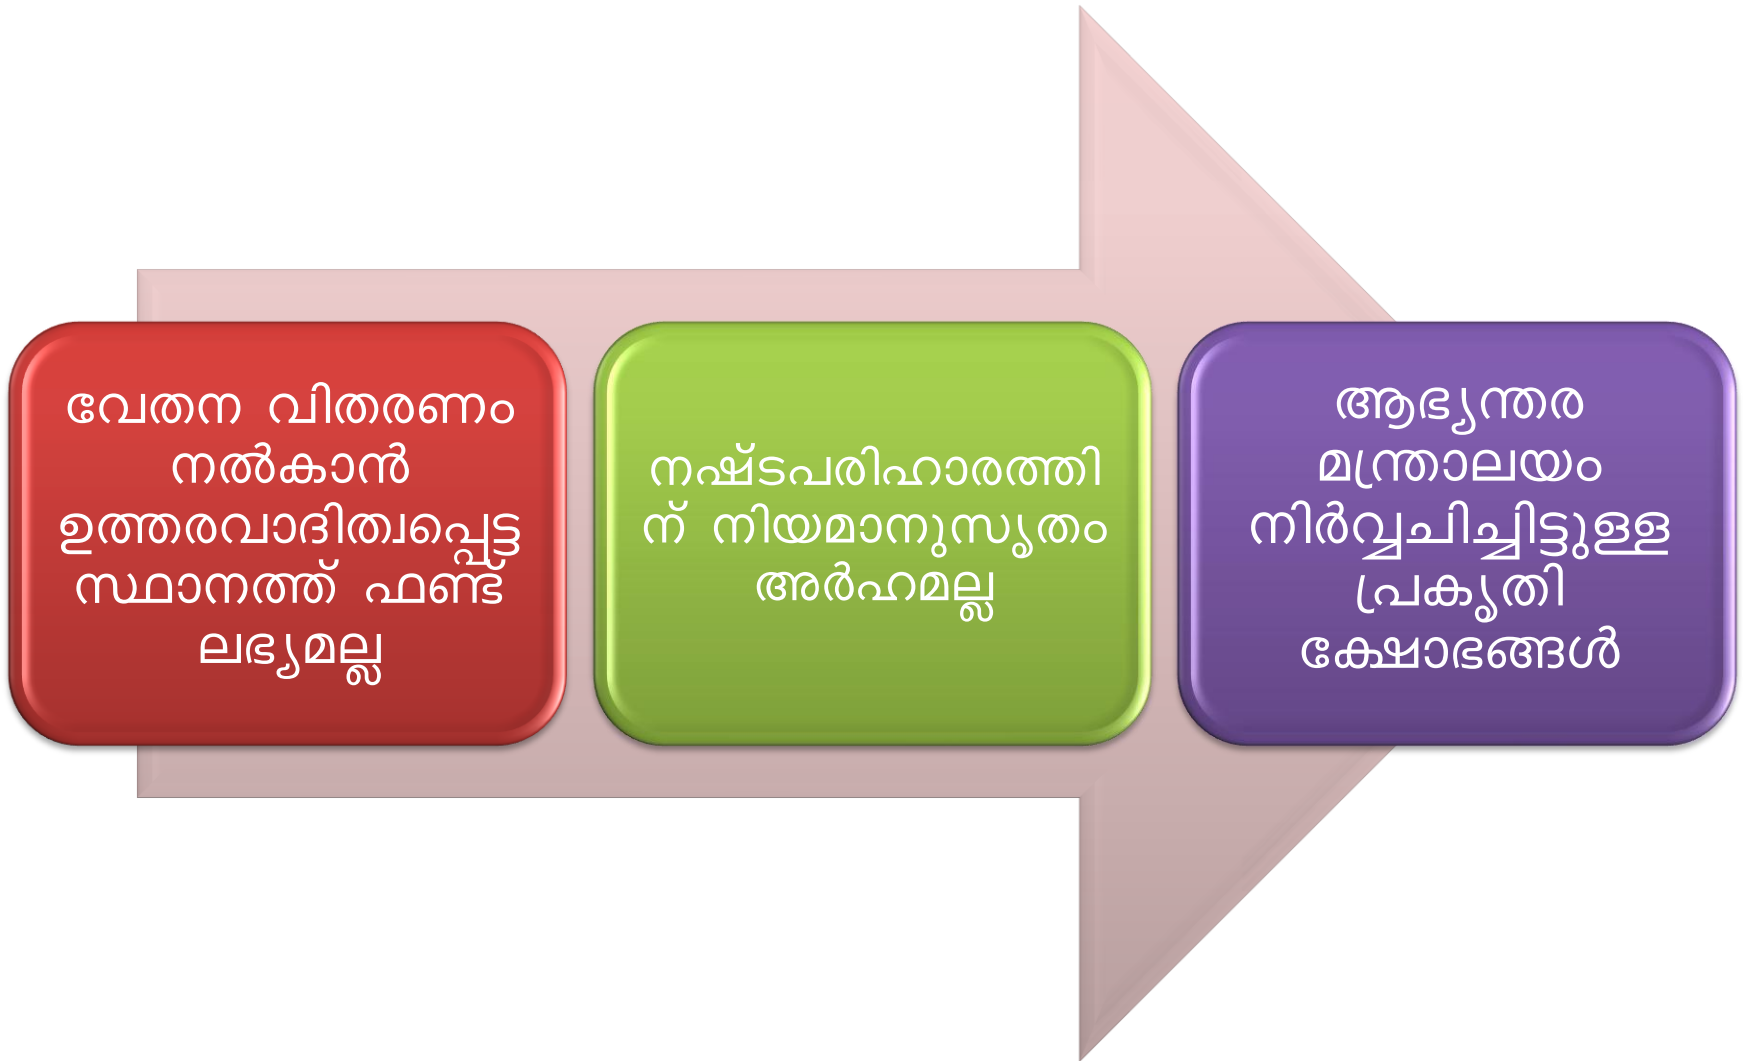 വേതന വിതരണം
നൽകാൻ
ഉത്തരവാദിത്വപ്പെട്ട
സ്ഥാനത്ത് ഫണ്ട്
ലഭ്യമല്ല
നഷ്ടപരിഹാരത്തി
ന് നിയമാനുസൃതം
അർഹമല്ല
ആഭ്യന്തര
മന്ത്രാലയം
നിർവ്വചിച്ചിട്ടുള്ള
പ്രകൃതി
ക്ഷോഭങ്ങൾ